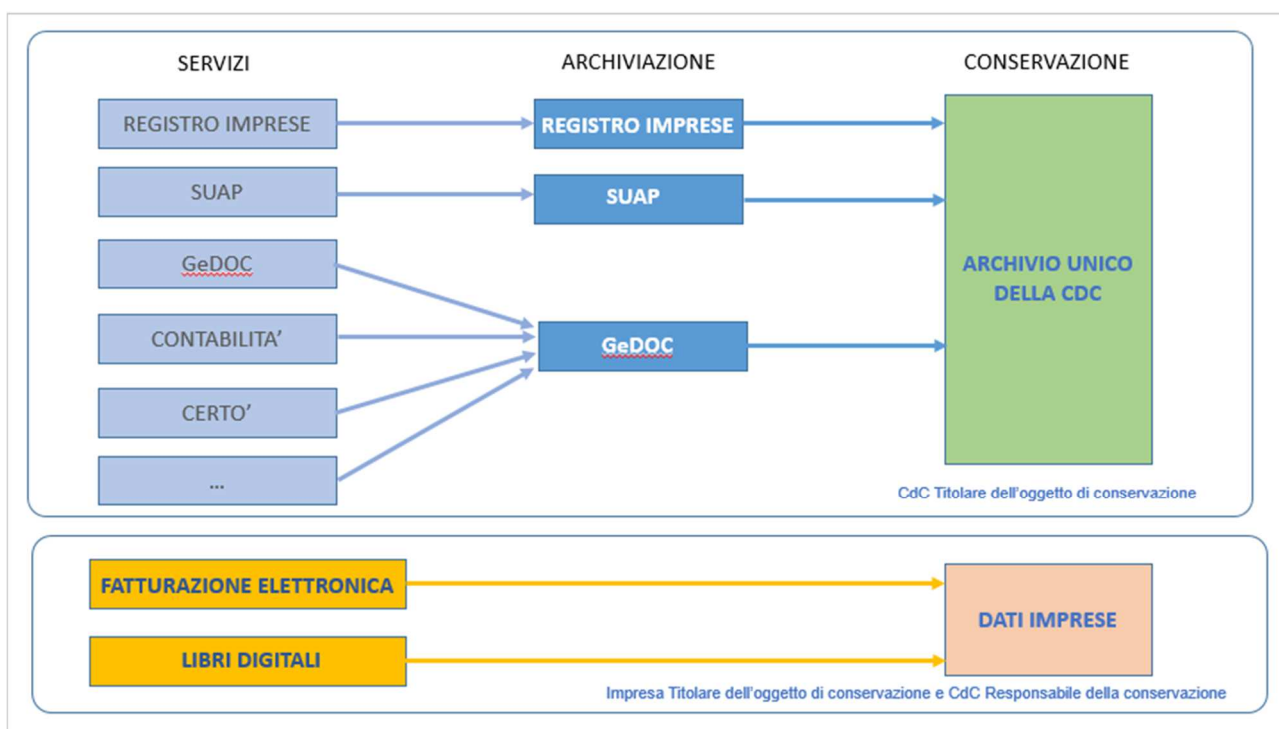 SERVIZI
ARCHIVIAZIONE
CONSERVAZIONE
REGISTRO IMPRESE
REGISTRO IMPRESE
SUAP
SUAP
GeDOC
ARCHIVIO UNICO
DELLA CDC
CONTABILITA’
GeDOC
CERTO’
...
CdC Titolare dell'oggetto di conservazione
FATTURAZIONE ELETTRONICA
DATI IMPRESE
LIBRI DIGITALI
Impresa Titolare dell'oggetto di conservazione e CdC Responsabile della conservazione